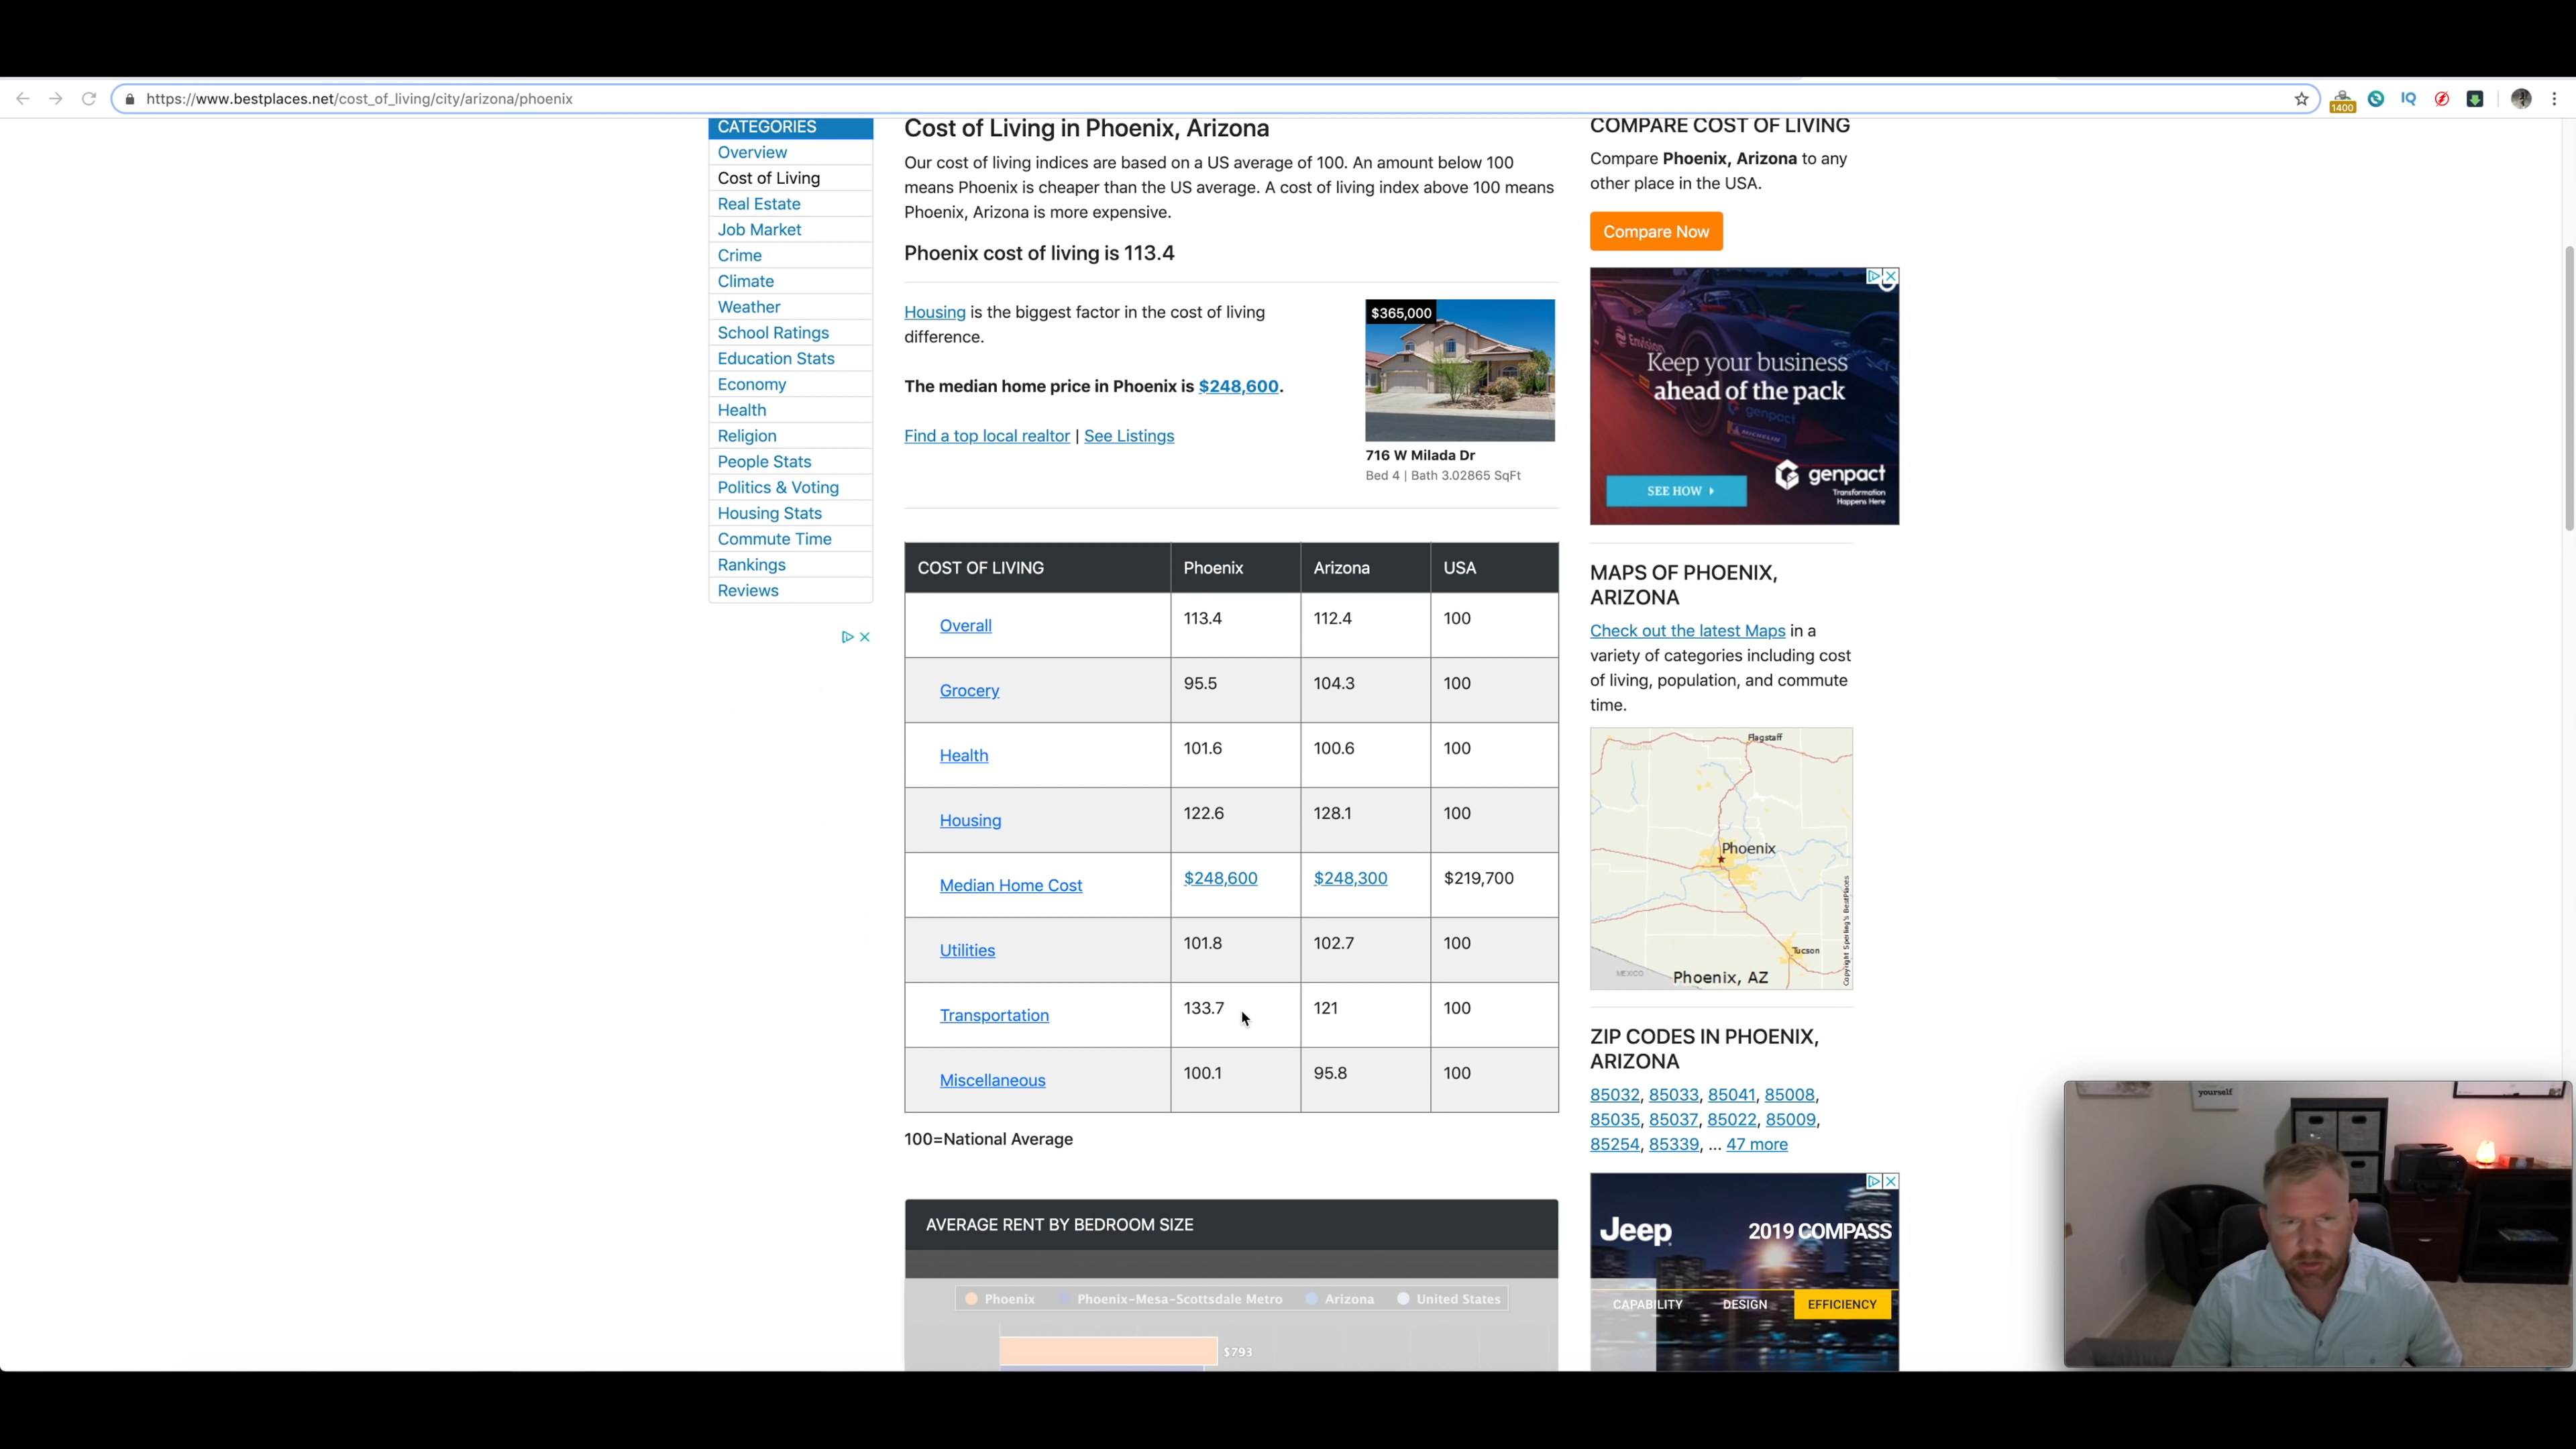 https://www.bestplaces.net/cost_of_living/city/arizona/phoenix
1400
IQ
CATEGORIES
Overview
Cost of Living
Real Estate
Job Market
Crime
Climate
Weather
School Ratings
Education Stats
Economy
Health
Religion
People Stats
Politics & Voting
Housing Stats
Commute Time
Rankings
Reviews
Cost of Living in Phoenix, Arizona
Our cost of living indices are based on a US average of 100. An amount below 100
means Phoenix is cheaper than the US average. A cost of living index above 100 means
Phoenix, Arizona is more expensive.
Phoenix cost of living is 113.4
Housing is the biggest factor in the cost of living
difference.
The median home price in Phoenix is $248,600.
Find a top local realtor | See Listings
$365,000
716 W Milada Dr
Bed 4 | Bath 3.02865 SqFt
COST OF LIVING Phoenix Arizona USA
Overall 113.4 112.4 100
Grocery 95.5 104.3 100
Health 101.6 100.6 100
Housing 122.6 128.1 100
Median Home Cost $248,600 $248,300 $219,700
Utilities 101.8 102.7 100
Transportation 133.7 121 100
Miscellaneous 100.1 95.8 100
100=National Average
AVERAGE RENT BY BEDROOM SIZE
Phoenix Phoenix-Mesa-Scottsdale Metro Arizona United States
$793
COMPARE COST OF LIVING
Compare Phoenix, Arizona to any
other place in the USA.
Compare Now
Envision
Keep your business
ahead of the pack
genpact
MICHELIN
SEE HOW
genpact
Transformation
Happens Here
MAPS OF PHOENIX,
ARIZONA
Check out the latest Maps in a
variety of categories including cost
of living, population, and commute
time.
Flagstaff
Phoenix
Tucson
MEXICO
Phoenix, AZ
Copyright Sperling's BestPlaces
ZIP CODES IN PHOENIX,
ARIZONA
85032, 85033, 85041, 85008,
85035, 85037, 85022, 85009,
85254, 85339, ... 47 more
Jeep 2019 COMPASS
CAPABILITY DESIGN EFFICIENCY
yourself